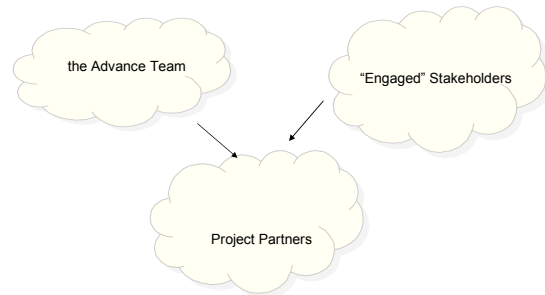 the Advance Team
“Engaged” Stakeholders
Project Partners